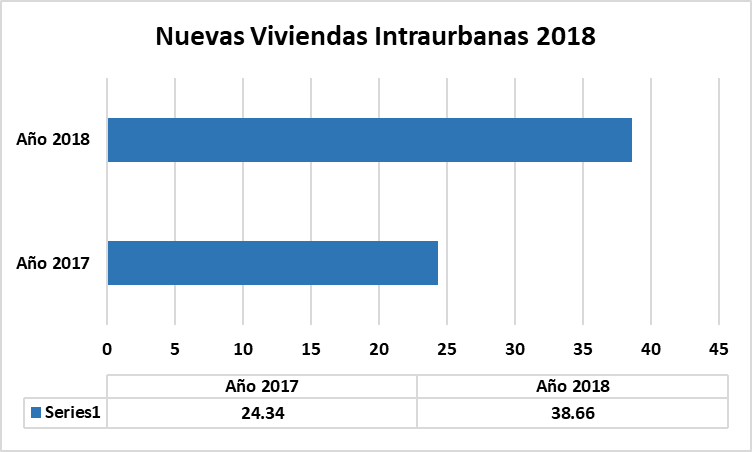 Nuevas Viviendas Intraurbanas 2018
Año 2018
Año 2017
0 5 10 15 20 25 30 35 40 45
Año 2017 Año 2018
Series1 24.34 38.66